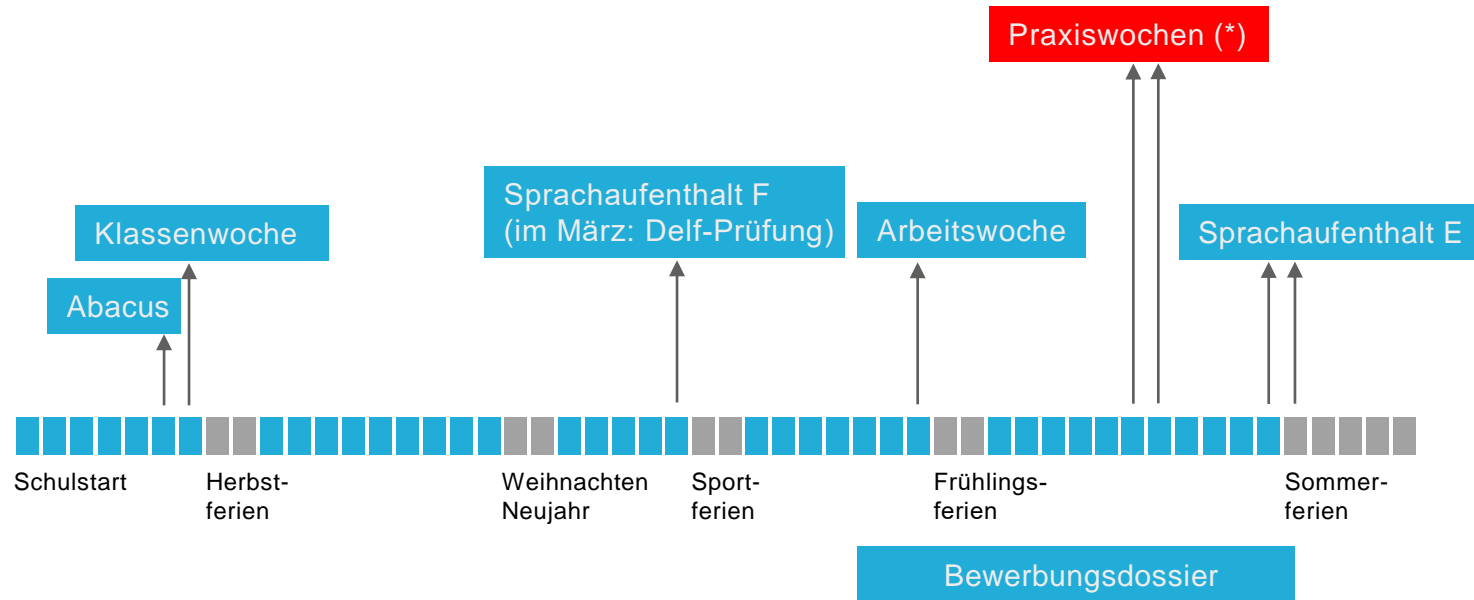 Praxiswochen (*)
Sprachaufenthalt F
(im März: Delf-Prüfung)
Klassenwoche
Arbeitswoche
Sprachaufenthalt E
Abacus
Schulstart
Herbst-
ferien
Weihnachten
Neujahr
Sport-
ferien
Frühlings-
ferien
Sommer-
ferien
Bewerbungsdossier